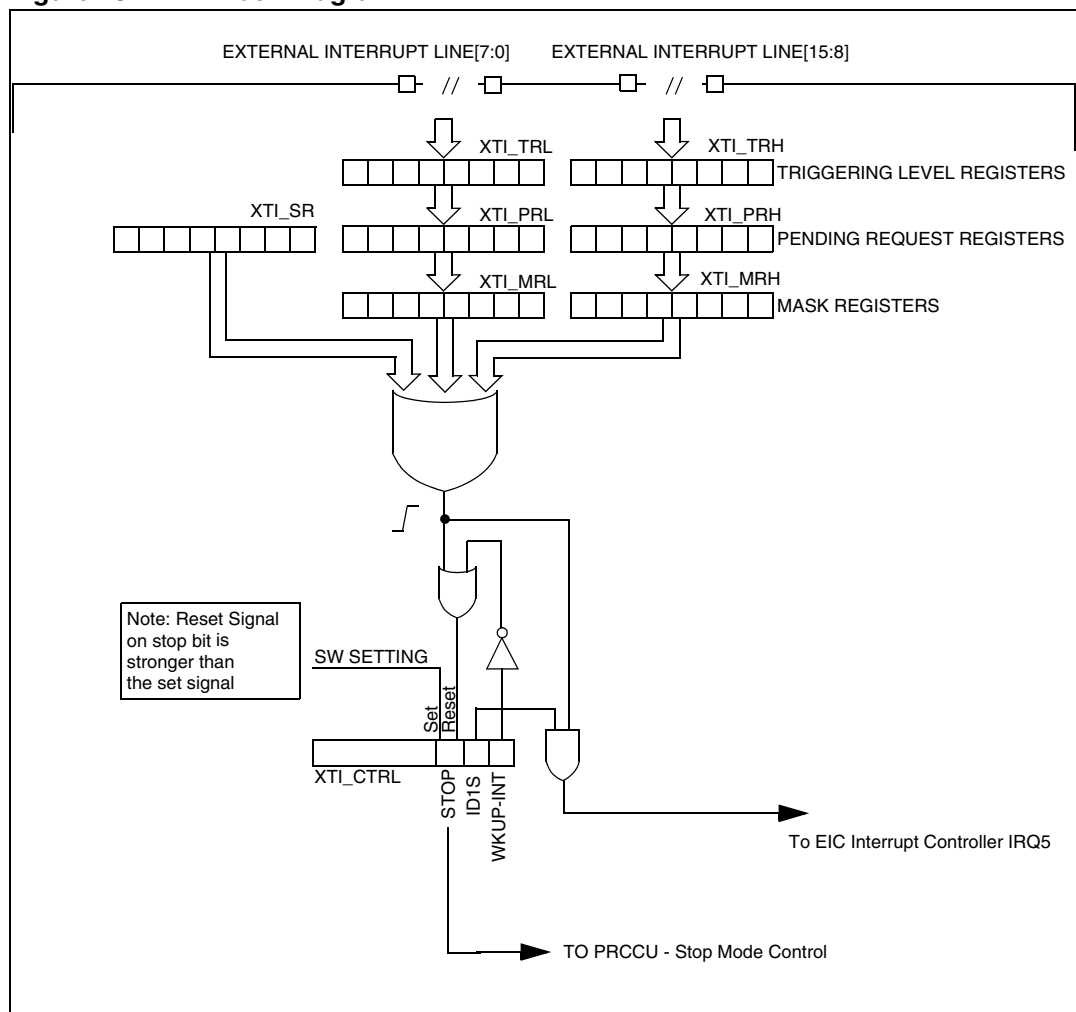 EXTERNAL INTERRUPT LINE[7:0] EXTERNAL INTERRUPT LINE[15:8]
//
//
XTI_TRL
XTI_TRH
TRIGGERING LEVEL REGISTERS
XTI_SR
XTI_PRL
XTI_PRH
PENDING REQUEST REGISTERS
XTI_MRL
XTI_MRH
MASK REGISTERS
Note: Reset Signal
on stop bit is
stronger than
the set signal
SW SETTING
Set
Reset
XTI_CTRL
STOP
ID1S
WKUP-INT
To EIC Interrupt Controller IRQ5
TO PRCCU - Stop Mode Control